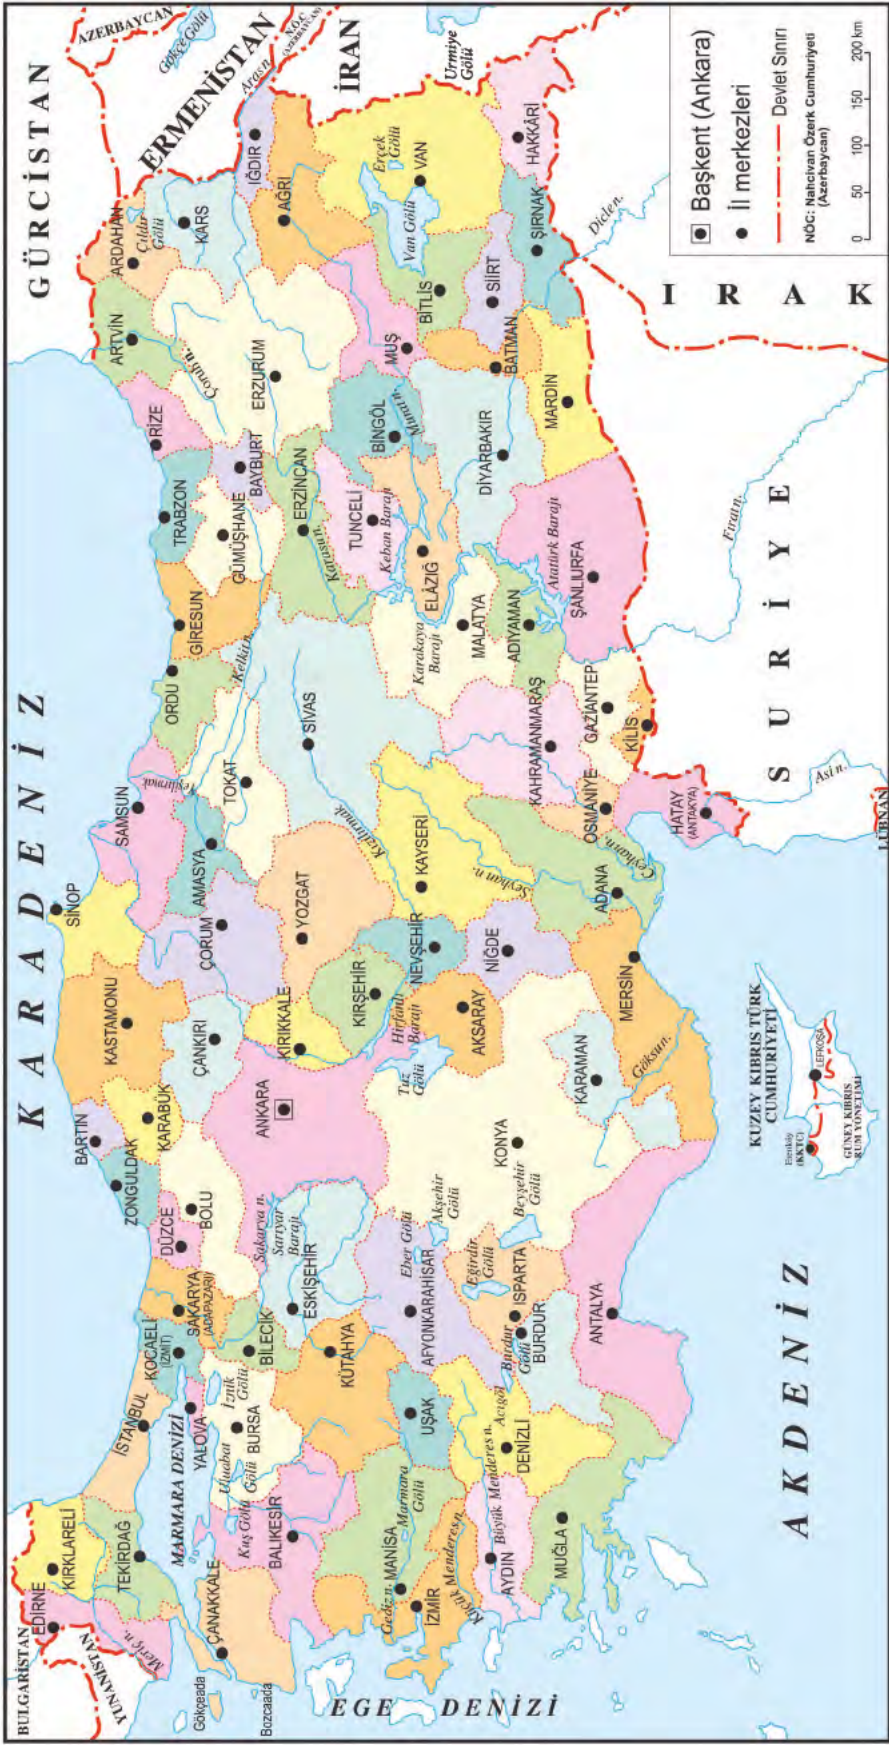 BULGARİSTAN
YUNANİSTAN
KARADENİZ
GÜRCİSTAN
AZERBAYCAN
Gökçe Gölü
ERMENİSTAN
N.Ö.C
(AZERBAYCAN)
Aras n.
İRAN
Urmiye
Gölü
EDİRNE
KIRKLARELİ
TEKİRDAĞ
Meriç n.
İSTANBUL
KOCAELİ
(İZMİT)
SAKARYA
(ADAPAZARI)
DÜZCE
ZONGULDAK
BARTIN
KARABÜK
BOLU
KASTAMONU
SİNOP
ÇANKIRI
SAMSUN
AMASYA
ÇORUM
Yeşilırmak
TOKAT
ORDU
Kelkit n.
GİRESUN
TRABZON
GÜMÜŞHANE
RİZE
BAYBURT
ARTVİN
Çoruh n.
ARDAHAN
Çıldır
Gölü
KARS
IĞDIR
AĞRI
ERZURUM
ERZİNCAN
Karasu n.
MARMARA DENİZİ
YALOVA
İznik
Gölü
Uluabat
Gölü
BURSA
Kuş Gölü
BALIKESİR
ÇANAKKALE
Gökçeada
Bozcaada
BİLECİK
Sakarya n.
Sarıyar
Barajı
ESKİŞEHİR
KÜTAHYA
ANKARA
KIRIKKALE
KIRŞEHİR
Hirfanlı
Barajı
YOZGAT
SİVAS
Kızılırmak
TUNCELİ
Keban Barajı
BİNGÖL
Murat n.
MUŞ
BİTLİS
Van Gölü
Erçek
Gölü
VAN
HAKKÂRİ
ŞIRNAK
SİİRT
BATMAN
MARDİN
DİYARBAKIR
ELÂZIĞ
Karakaya
Barajı
MALATYA
ADIYAMAN
Atatürk Barajı
ŞANLIURFA
KAHRAMANMARAŞ
GAZİANTEP
KİLİS
OSMANİYE
HATAY
(ANTAKYA)
KAYSERİ
NEVŞEHİR
NİĞDE
AKSARAY
Tuz
Gölü
Seyhan n.
Ceyhan n.
ADANA
MERSİN
Göksun n.
KARAMAN
KONYA
Akşehir
Gölü
Eber Gölü
Beyşehir
Gölü
AFYONKARAHİSAR
Eğirdir
Gölü
ISPARTA
Burdur
Gölü
BURDUR
Acıgöl
ANTALYA
UŞAK
MANİSA
Marmara
Gölü
Gediz n.
İZMİR
Küçük Menderes n.
Büyük Menderes n.
AYDIN
DENİZLİ
MUĞLA
EGE DENİZİ
AKDENİZ
KUZEY KIBRIS TÜRK
CUMHURİYETİ
LEFKOŞA
Erenköy
(KKTC)
GÜNEY KIBRIS
RUM YÖNETİMİ
SURİYE
Asi n.
LÜBNAN
Fırat n.
IRAK
Dicle n.
Başkent (Ankara)
İl merkezleri
Devlet Sınırı
NÖC: Nahcivan Özerk Cumhuriyeti
(Azerbaycan)
0 50 100 150 200 km